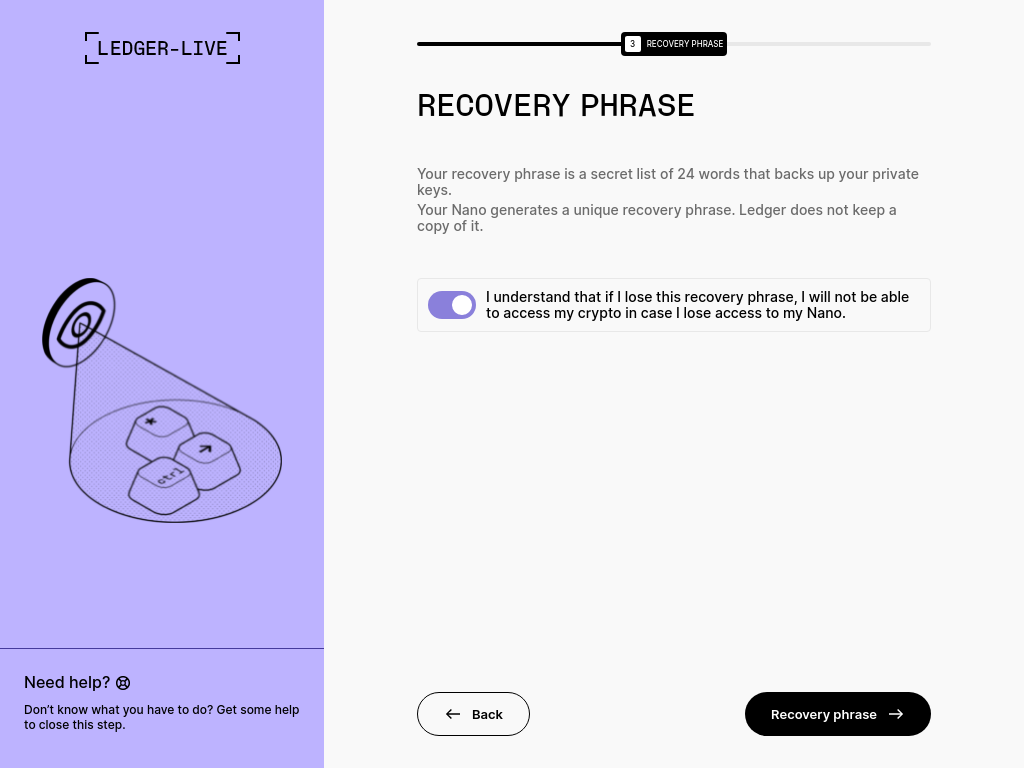 LEDGER-LIVE
3 RECOVERY PHRASE
RECOVERY PHRASE
Your recovery phrase is a secret list of 24 words that backs up your private
keys.
Your Nano generates a unique recovery phrase. Ledger does not keep a
copy of it.
I understand that if I lose this recovery phrase, I will not be able
to access my crypto in case I lose access to my Nano.
*
ctrl
Need help?
Don't know what you have to do? Get some help
to close this step.
Back
Recovery phrase